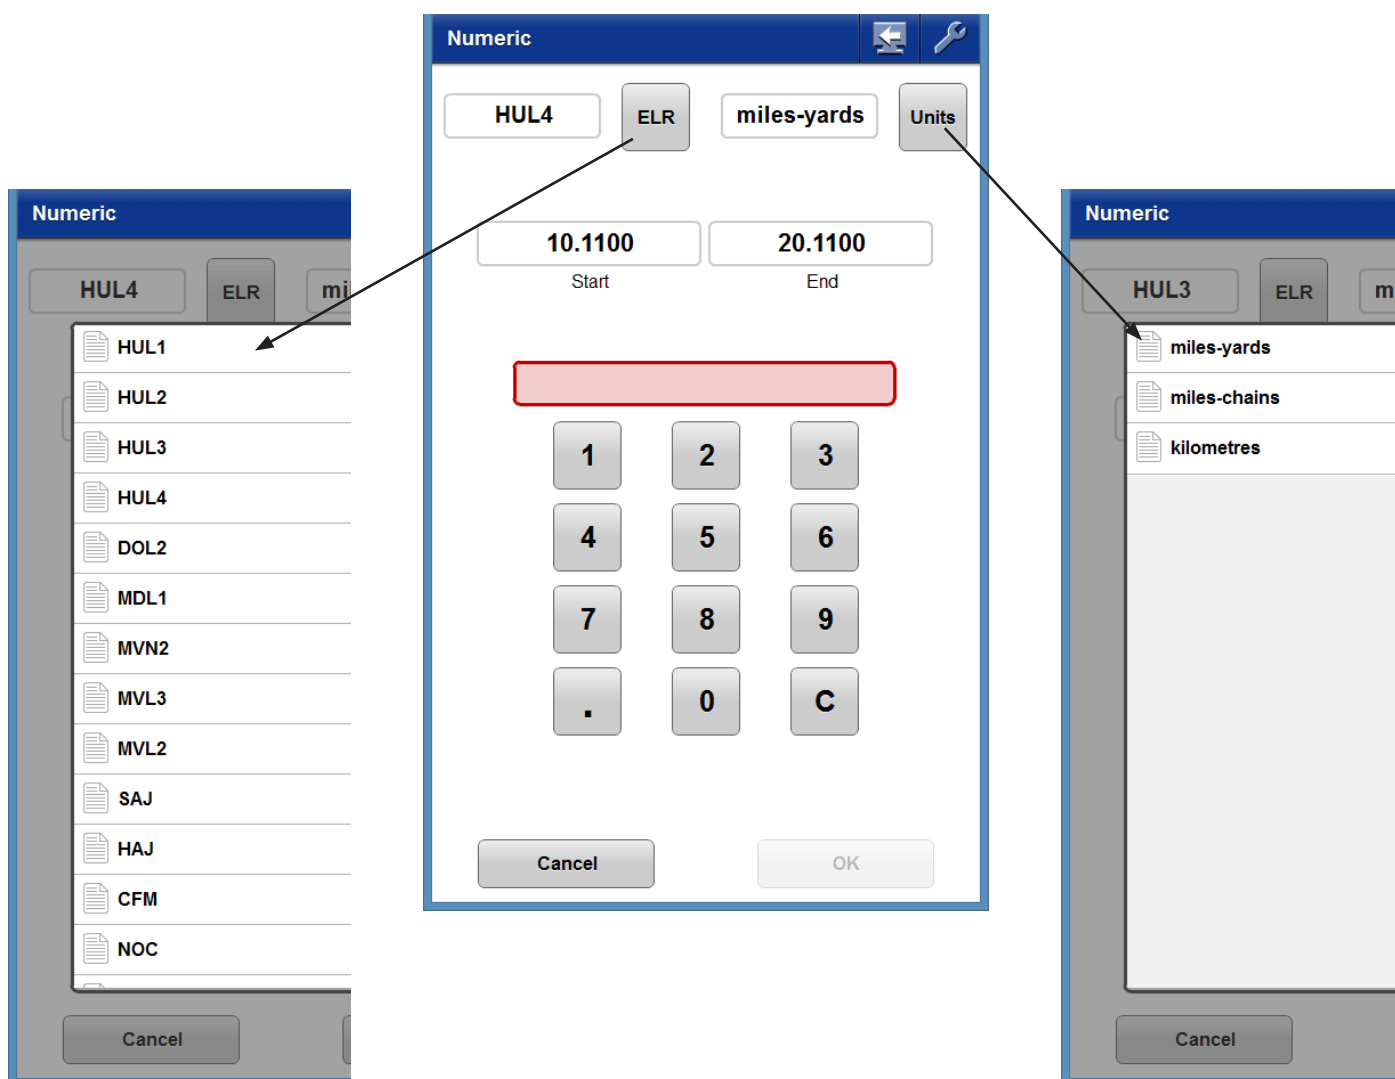 Numeric
HUL4 ELR miles-yards Units
10.1100 20.1100
Start End
1 2 3
4 5 6
7 8 9
. 0 C
Cancel OK
Numeric
HUL4 ELR mi
HUL1
HUL2
HUL3
HUL4
DOL2
MDL1
MVN2
MVL3
MVL2
SAJ
HAJ
CFM
NOC
Cancel
Numeric
HUL3 ELR m
miles-yards
miles-chains
kilometres
Cancel